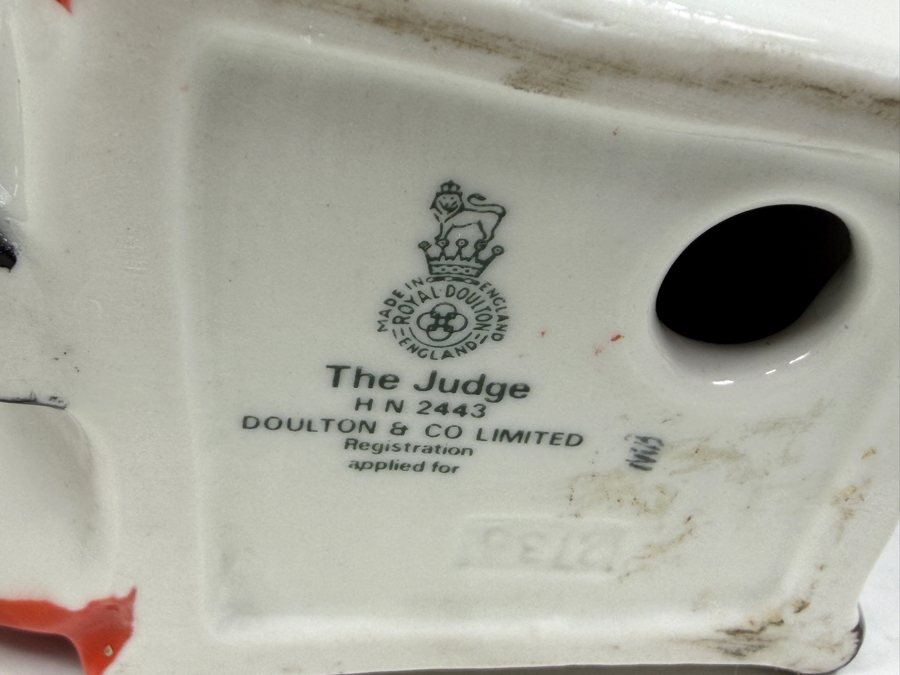 MADE IN ENGLAND
ROYAL DOULTON
ENGLAND
The Judge
H N 2443
DOULTON & CO LIMITED
Registration
applied for